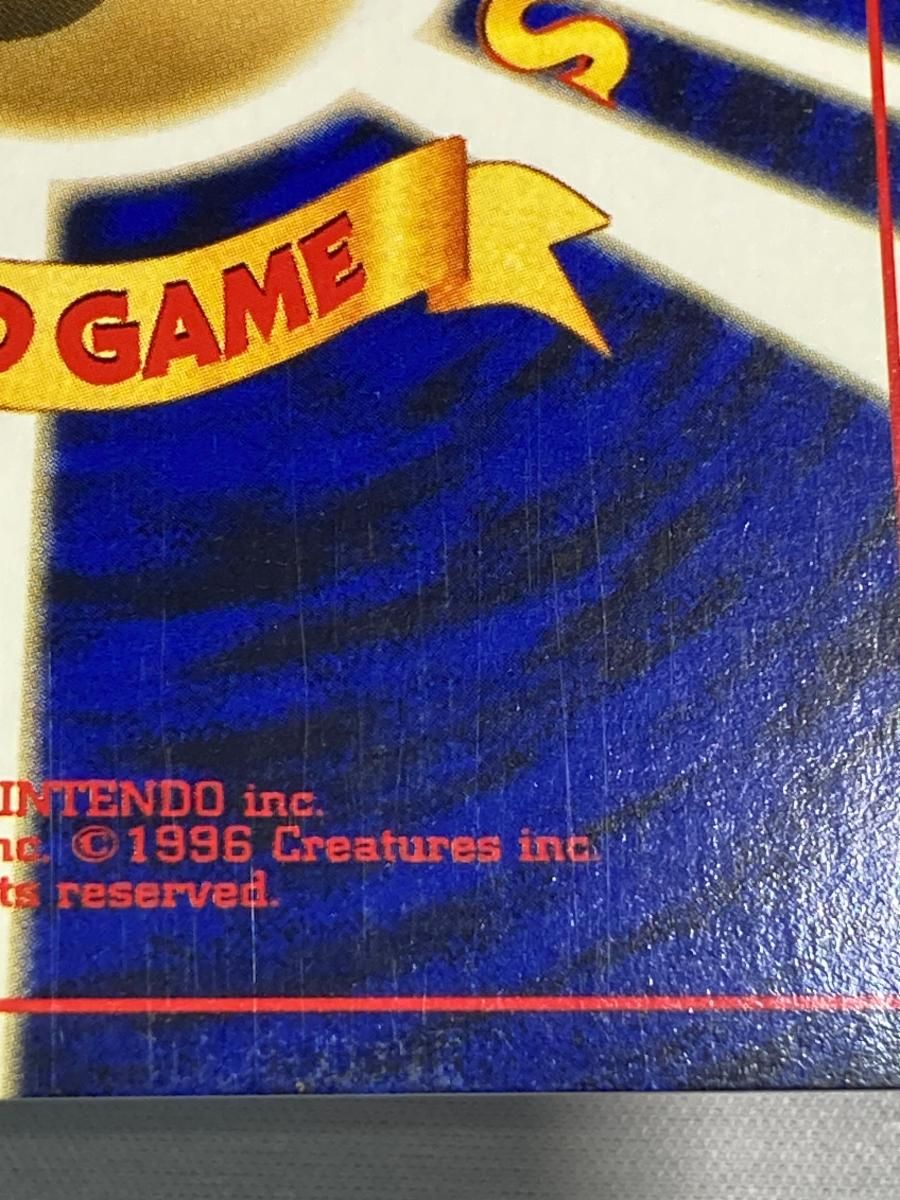 S
D GAME
INTENDO inc.
nc. ©1996 Creatures inc.
ts reserved.